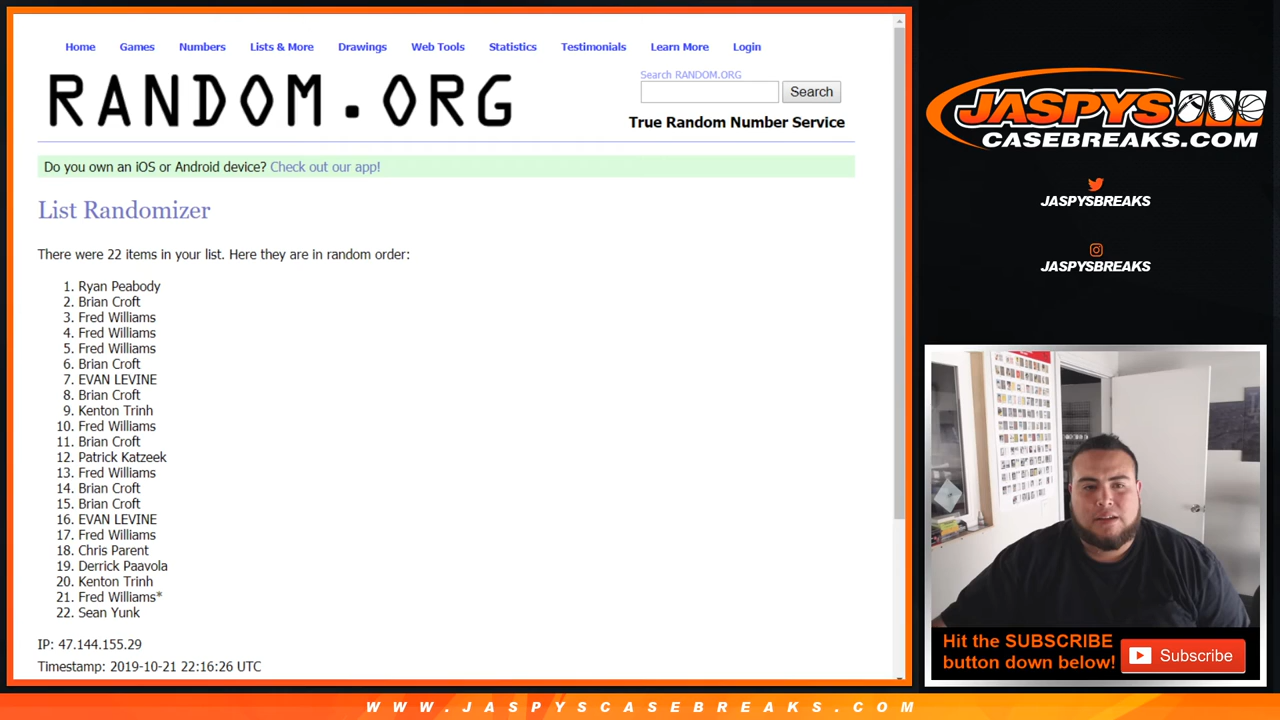 Home Games Numbers Lists & More Drawings Web Tools Statistics Testimonials Learn More Login
RANDOM.ORG
Search RANDOM.ORG
Search
True Random Number Service
Do you own an iOS or Android device? Check out our app!
List Randomizer
There were 22 items in your list. Here they are in random order:
1. Ryan Peabody
2. Brian Croft
3. Fred Williams
4. Fred Williams
5. Fred Williams
6. Brian Croft
7. EVAN LEVINE
8. Brian Croft
9. Kenton Trinh
10. Fred Williams
11. Brian Croft
12. Patrick Katzeek
13. Fred Williams
14. Brian Croft
15. Brian Croft
16. EVAN LEVINE
17. Fred Williams
18. Chris Parent
19. Derrick Paavola
20. Kenton Trinh
21. Fred Williams*
22. Sean Yunk
IP: 47.144.155.29
Timestamp: 2019-10-21 22:16:26 UTC
JASPYS
CASEBREAKS.COM
JASPYSBREAKS
JASPYSBREAKS
Hit the SUBSCRIBE
button down below!
Subscribe
WWW.JASPYSCASEBREAKS.COM